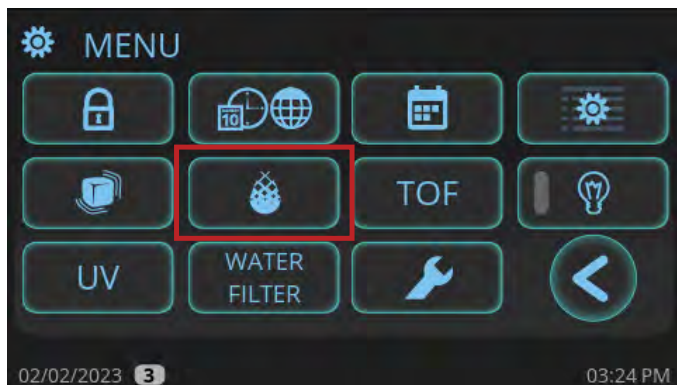 MENU
10
TOF
UV
WATER
FILTER
02/02/2023 3
03:24 PM